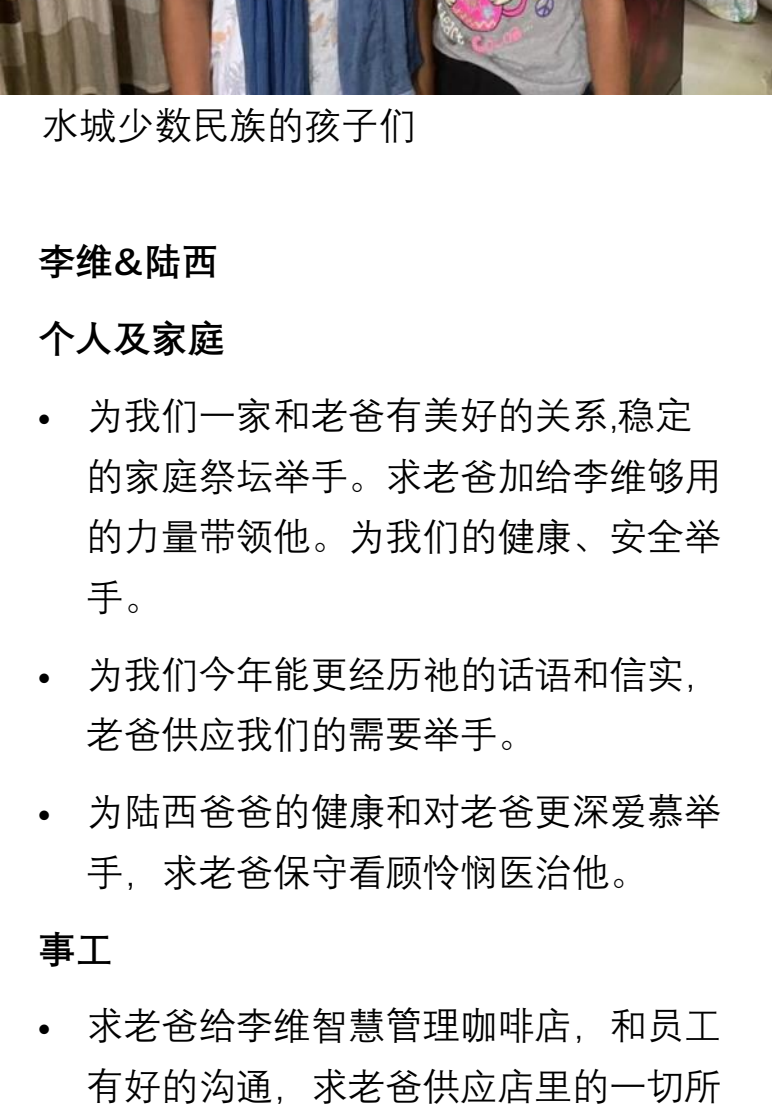 水城少数民族的孩子们
李维&陆西
个人及家庭
• 为我们一家和老爸有美好的关系,稳定
的家庭祭坛举手。求老爸加给李维够用
的力量带领他。为我们的健康、安全举
手。
• 为我们今年能更经历祂的话语和信实，
老爸供应我们的需要举手。
• 为陆西爸爸的健康和对老爸更深爱慕举
手，求老爸保守看顾怜悯医治他。
事工
• 求老爸给李维智慧管理咖啡店，和员工
有好的沟通，求老爸供应店里的一切所